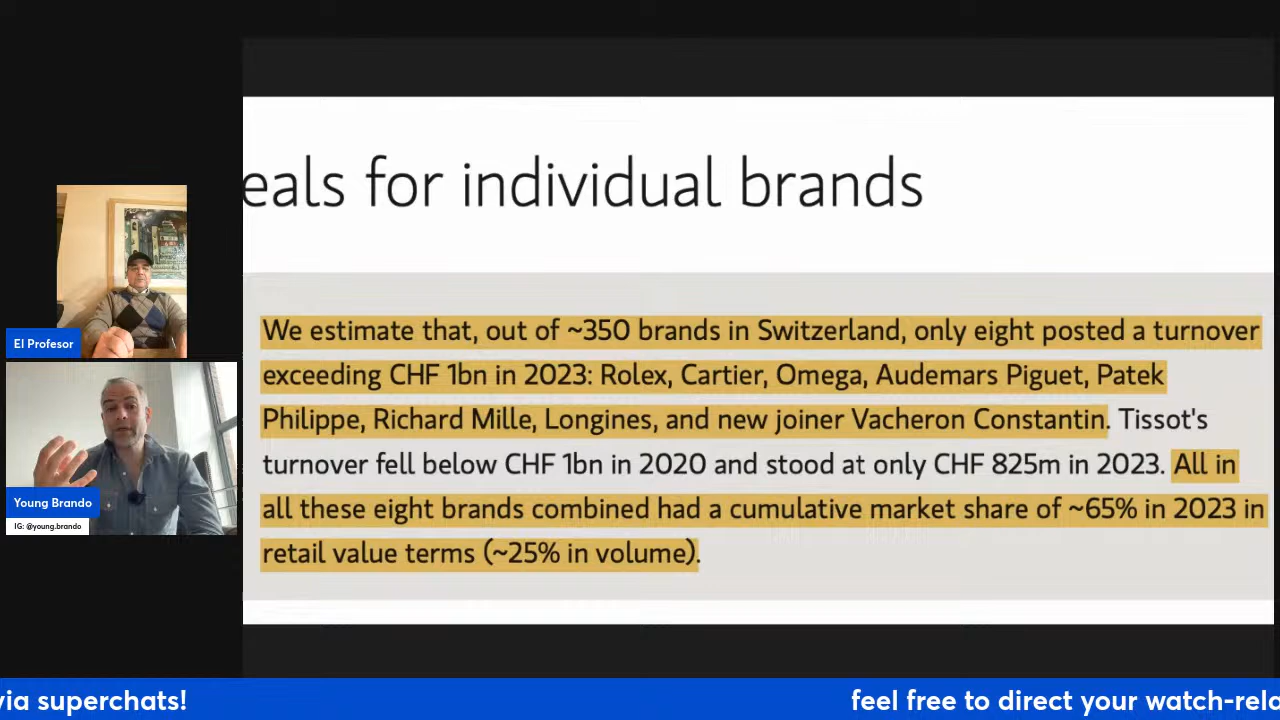 eals for individual brands
We estimate that, out of ~350 brands in Switzerland, only eight posted a turnover
exceeding CHF 1bn in 2023: Rolex, Cartier, Omega, Audemars Piguet, Patek
Philippe, Richard Mille, Longines, and new joiner Vacheron Constantin. Tissot's
turnover fell below CHF 1bn in 2020 and stood at only CHF 825m in 2023. All in
all these eight brands combined had a cumulative market share of ~65% in 2023 in
retail value terms (~25% in volume).
El Profesor
Young Brando
IG: @young.brando
via superchats!
feel free to direct your watch-rela